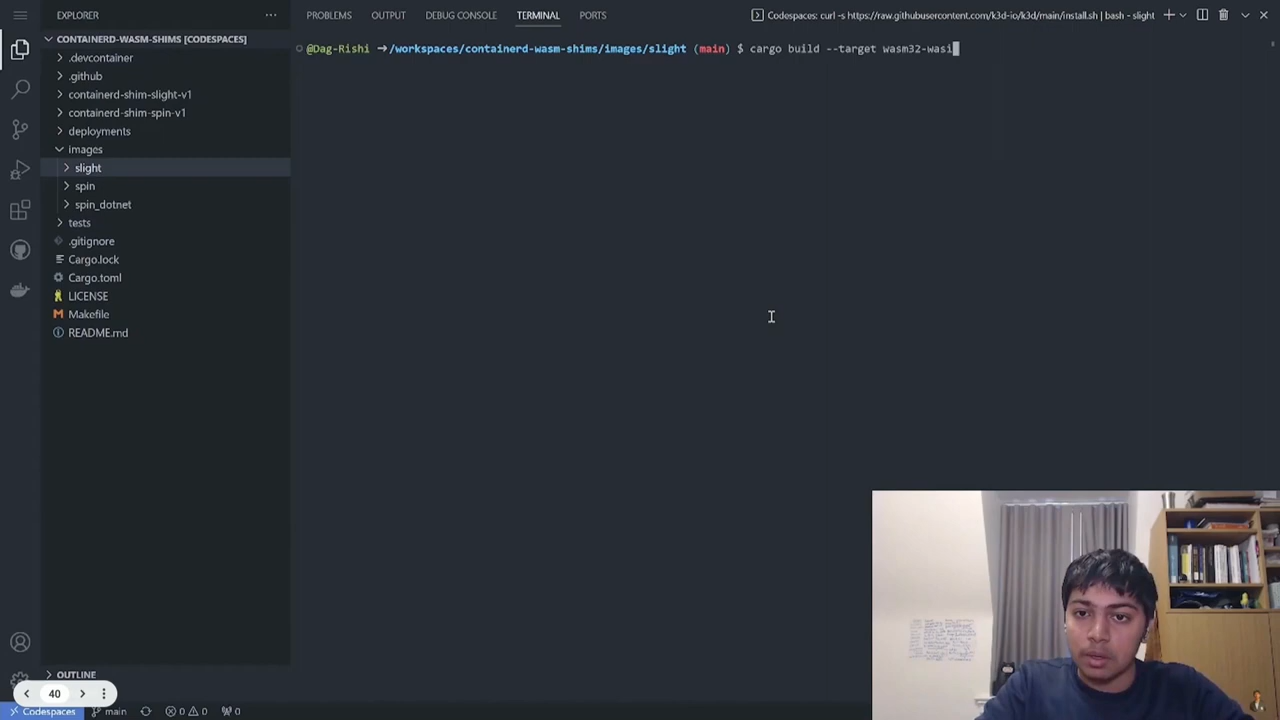 EXPLORER
PROBLEMS
OUTPUT
DEBUG CONSOLE
TERMINAL
PORTS
Codespaces: curl -s https://raw.githubusercontent.com/k3d-io/k3d/main/install.sh | bash - slight
CONTAINERD-WASM-SHIMS [CODESPACES]
@Dag-Rishi ➜/workspaces/containerd-wasm-shims/images/slight (main) $ cargo build --target wasm32-wasi
.devcontainer
.github
containerd-shim-slight-v1
containerd-shim-spin-v1
deployments
images
slight
spin
spin_dotnet
tests
.gitignore
Cargo.lock
Cargo.toml
LICENSE
Makefile
README.md
OUTLINE
40
Codespaces
main
0
0
0